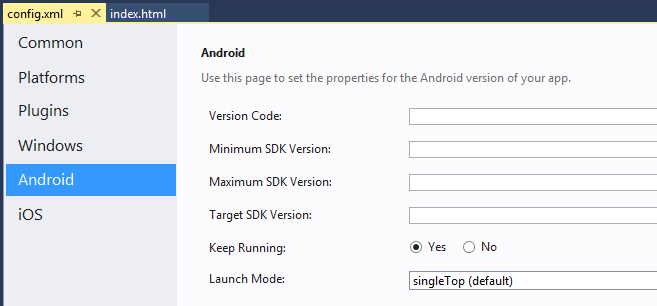 config.xml index.html
Common
Platforms
Plugins
Windows
Android
iOS
Android
Use this page to set the properties for the Android version of your app.
Version Code:
Minimum SDK Version:
Maximum SDK Version:
Target SDK Version:
Keep Running: Yes No
Launch Mode: singleTop (default)